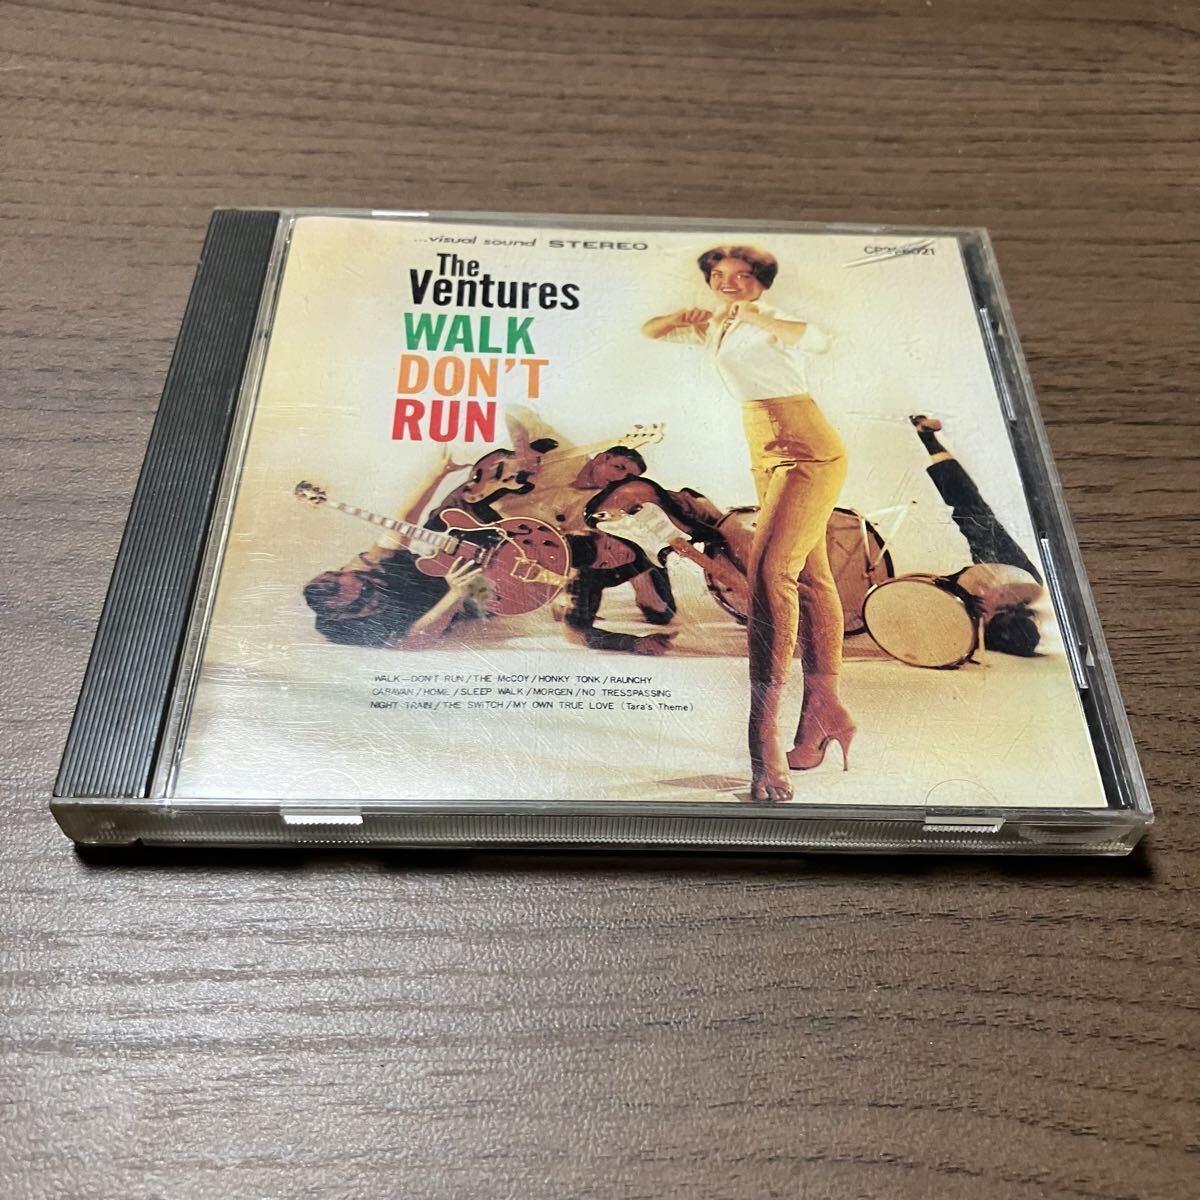 ...visual sound STEREO
The
Ventures
WALK
DON'T
RUN
WALK—DON'T RUN / THE McCOY / HONKY TONK / RAUNCHY
CARAVAN / HOME / SLEEP WALK / MORGEN / NO TRESSPASSING
NIGHT TRAIN / THE SWITCH / MY OWN TRUE LOVE (Tara's Theme)